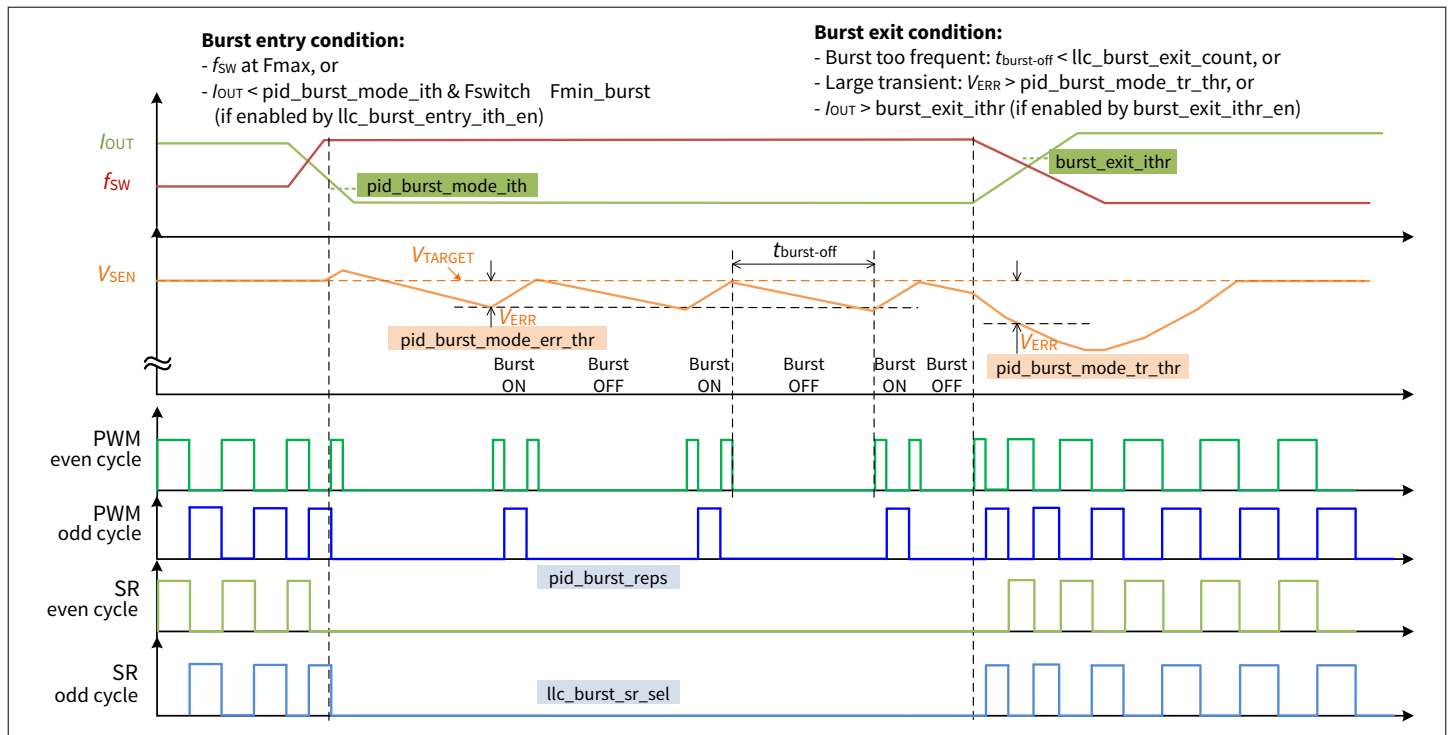 Burst entry condition:
- fSW at Fmax, or
- IOUT < pid_burst_mode_ith & Fswitch Fmin_burst
(if enabled by llc_burst_entry_ith_en)
Burst exit condition:
- Burst too frequent: tburst-off < llc_burst_exit_count, or
- Large transient: VERR > pid_burst_mode_tr_thr, or
- IOUT > burst_exit_ithr (if enabled by burst_exit_ithr_en)
IOUT
fSW
pid_burst_mode_ith
burst_exit_ithr
VSEN
VTARGET
tburst-off
VERR
pid_burst_mode_err_thr
VERR
pid_burst_mode_tr_thr
Burst
ON
Burst
OFF
Burst
ON
Burst
OFF
Burst
ON
Burst
OFF
PWM
even cycle
PWM
odd cycle
pid_burst_reps
SR
even cycle
SR
odd cycle
llc_burst_sr_sel